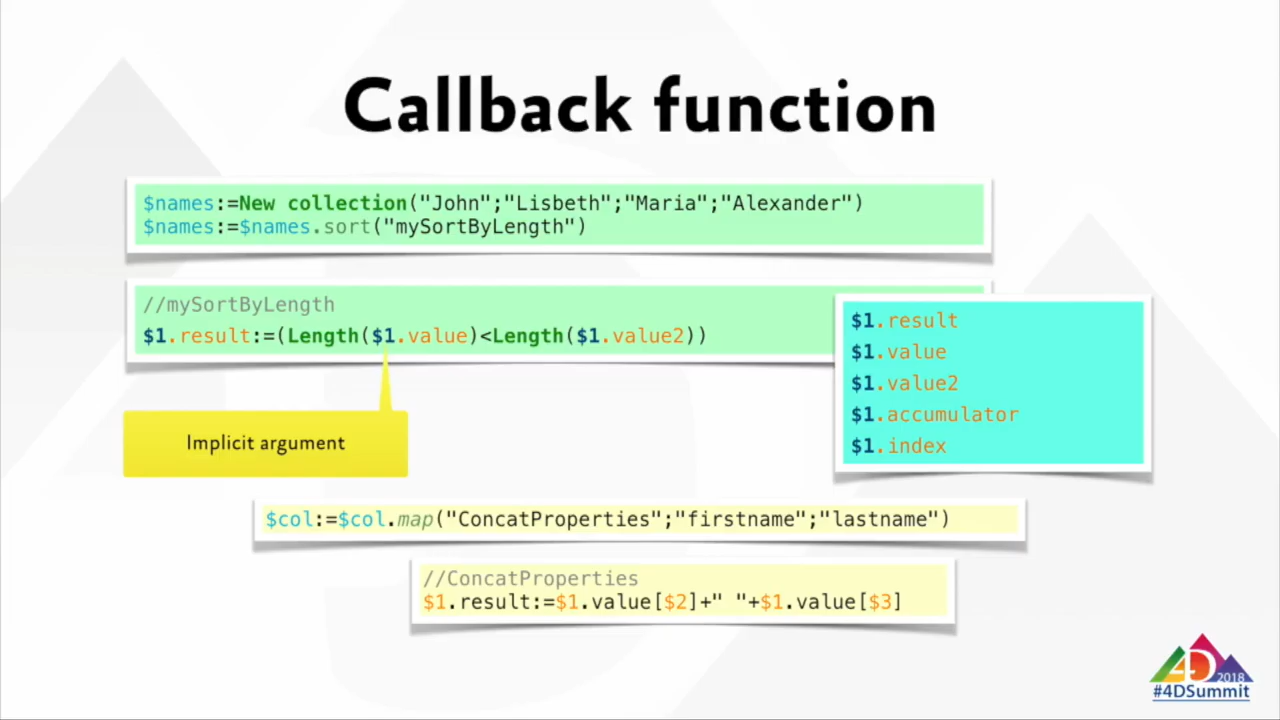 Callback function
$names:=New collection("John";"Lisbeth";"Maria";"Alexander")
$names:=$names.sort("mySortByLength")
//mySortByLength
$1.result:=(Length($1.value)<Length($1.value2))
$1.result
$1.value
$1.value2
$1.accumulator
$1.index
Implicit argument
$col:=$col.map("ConcatProperties";"firstname";"lastname")
//ConcatProperties
$1.result:=$1.value[$2]+" "+$1.value[$3]
4D 2018
#4DSummit